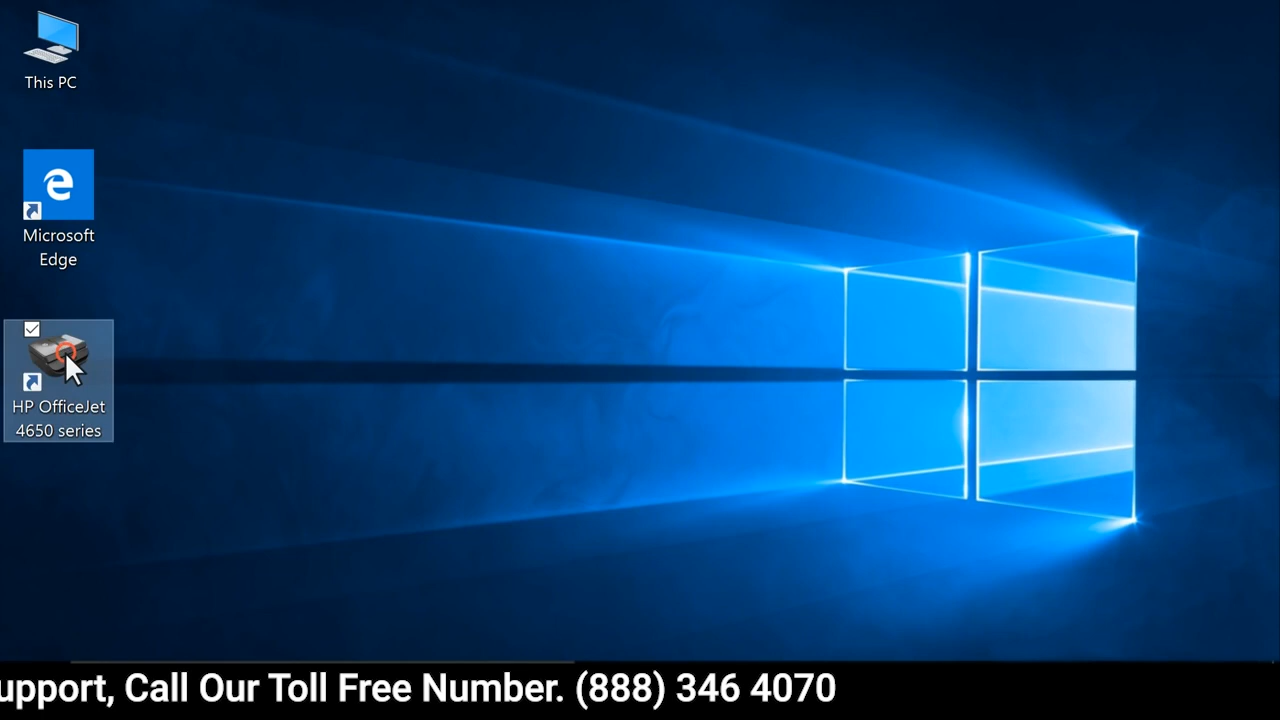 This PC
Microsoft
Edge
HP OfficeJet
4650 series
upport, Call Our Toll Free Number. (888) 346 4070